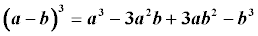 (a − b)³ = a³ − 3a²b + 3ab² − b³